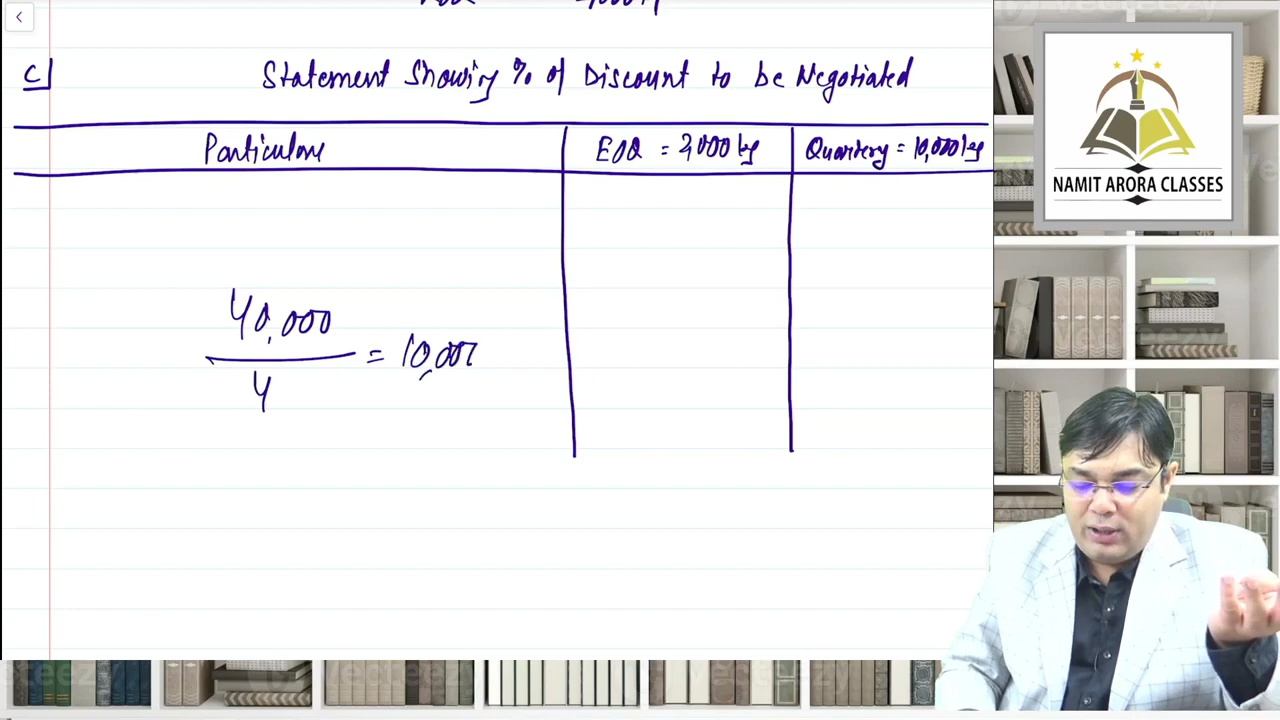 C]
Statement Showing % of Discount to be Negotiated
Particulars
EOQ = 2,000 kg
Quarterly = 10,000 kg
40,000
4
= 10,000
NAMIT ARORA CLASSES
vecteezy